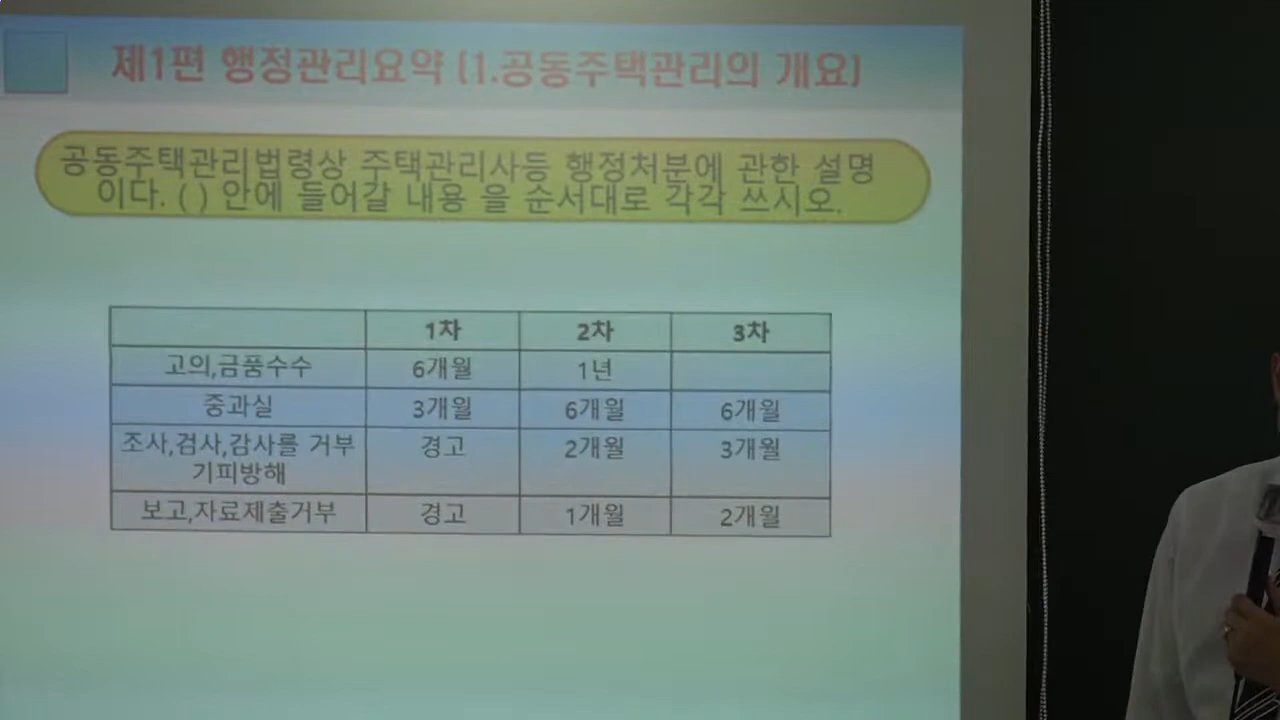 제1편 행정관리요약 (1.공동주택관리의 개요)
공동주택관리법령상 주택관리사등 행정처분에 관한 설명
이다. ( ) 안에 들어갈 내용 을 순서대로 각각 쓰시오.
1차 2차 3차
고의,금품수수 6개월 1년
중과실 3개월 6개월 6개월
조사,검사,감사를 거부 경고 2개월 3개월
기피방해
보고,자료제출거부 경고 1개월 2개월